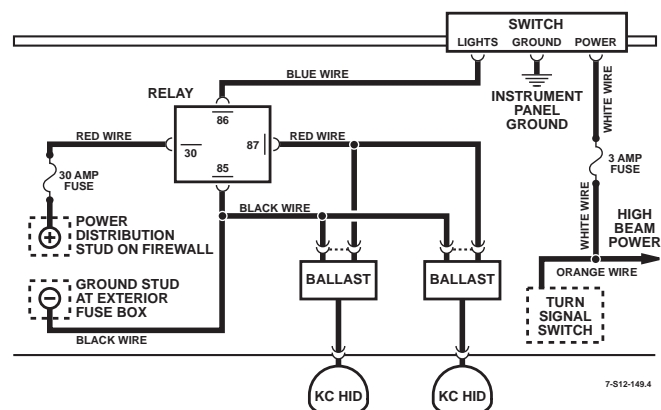 SWITCH
LIGHTS GROUND POWER
BLUE WIRE
INSTRUMENT
PANEL
GROUND
WHITE WIRE
RELAY
86
RED WIRE
30
87
RED WIRE
85
30 AMP
FUSE
3 AMP
FUSE
BLACK WIRE
POWER
DISTRIBUTION
STUD ON FIREWALL
WHITE WIRE
HIGH
BEAM
POWER
ORANGE WIRE
GROUND STUD
AT EXTERIOR
FUSE BOX
BALLAST
BALLAST
TURN
SIGNAL
SWITCH
BLACK WIRE
KC HID
KC HID
7-S12-149.4